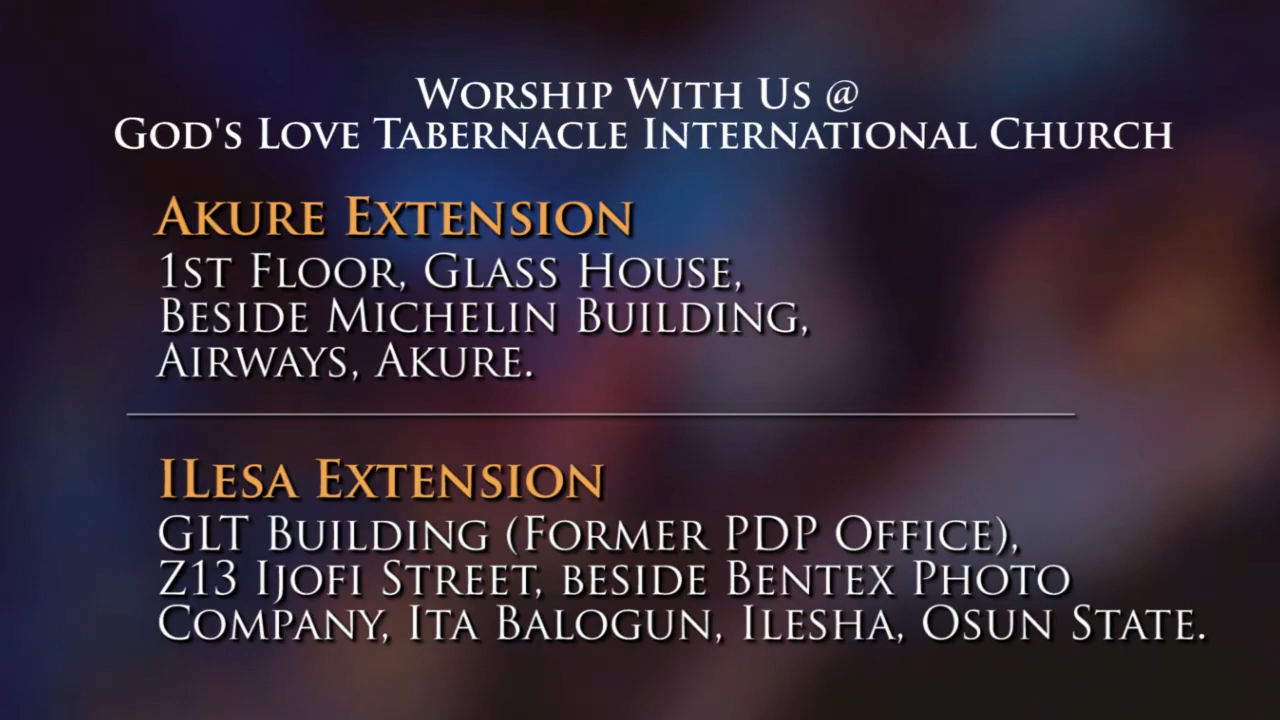 Worship With Us @
God's Love Tabernacle International Church
Akure Extension
1st Floor, Glass House,
Beside Michelin Building,
Airways, Akure.
ILesa Extension
GLT Building (Former PDP Office),
Z13 Ijofi Street, beside Bentex Photo
Company, Ita Balogun, Ilesha, Osun State.